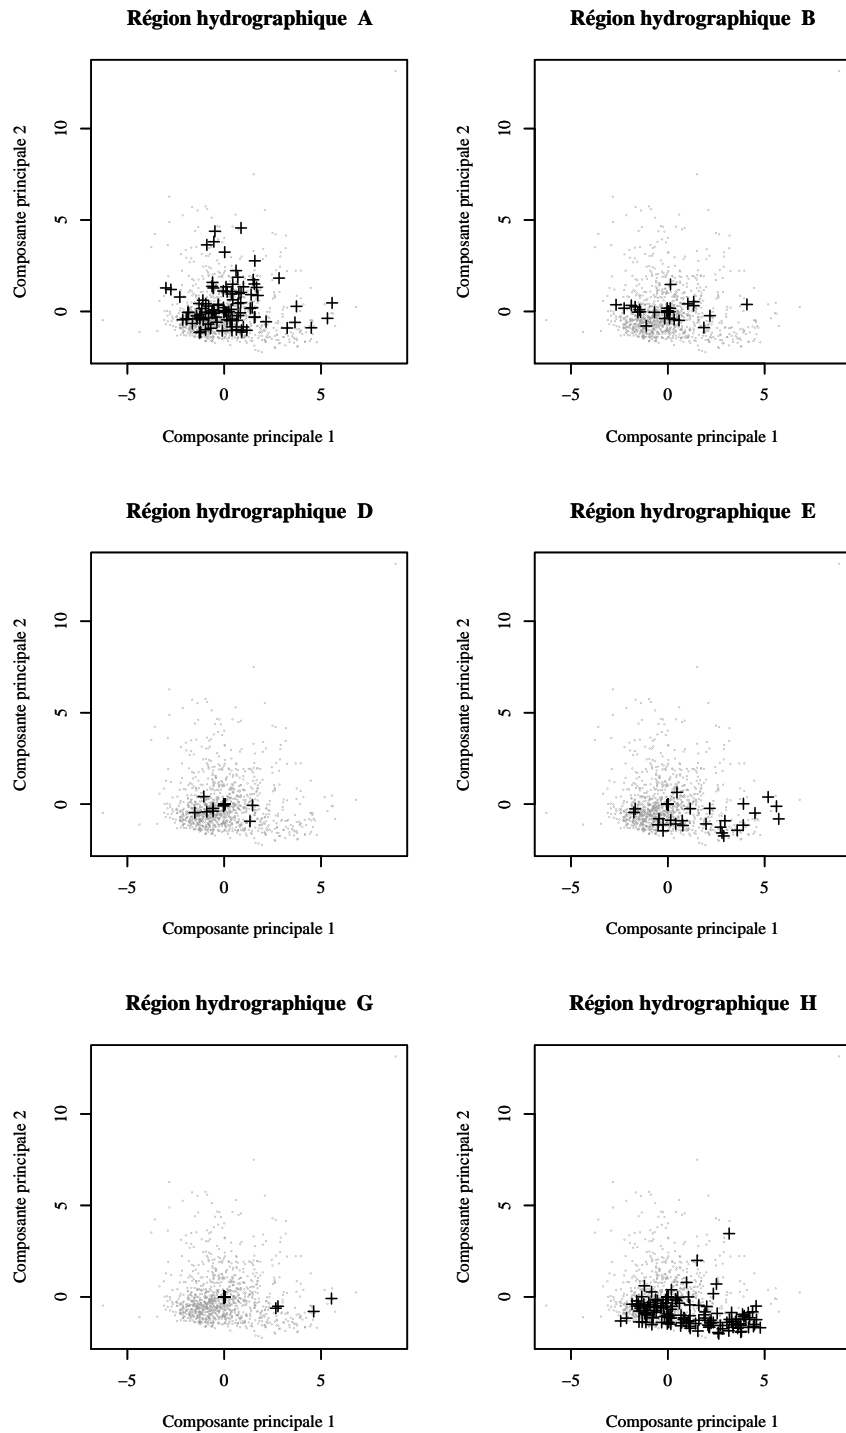 Région hydrographique A
Composante principale 2
10
5
0
−5
0
5
Composante principale 1
Région hydrographique B
Composante principale 2
10
5
0
−5
0
5
Composante principale 1
Région hydrographique D
Composante principale 2
10
5
0
−5
0
5
Composante principale 1
Région hydrographique E
Composante principale 2
10
5
0
−5
0
5
Composante principale 1
Région hydrographique G
Composante principale 2
10
5
0
−5
0
5
Composante principale 1
Région hydrographique H
Composante principale 2
10
5
0
−5
0
5
Composante principale 1